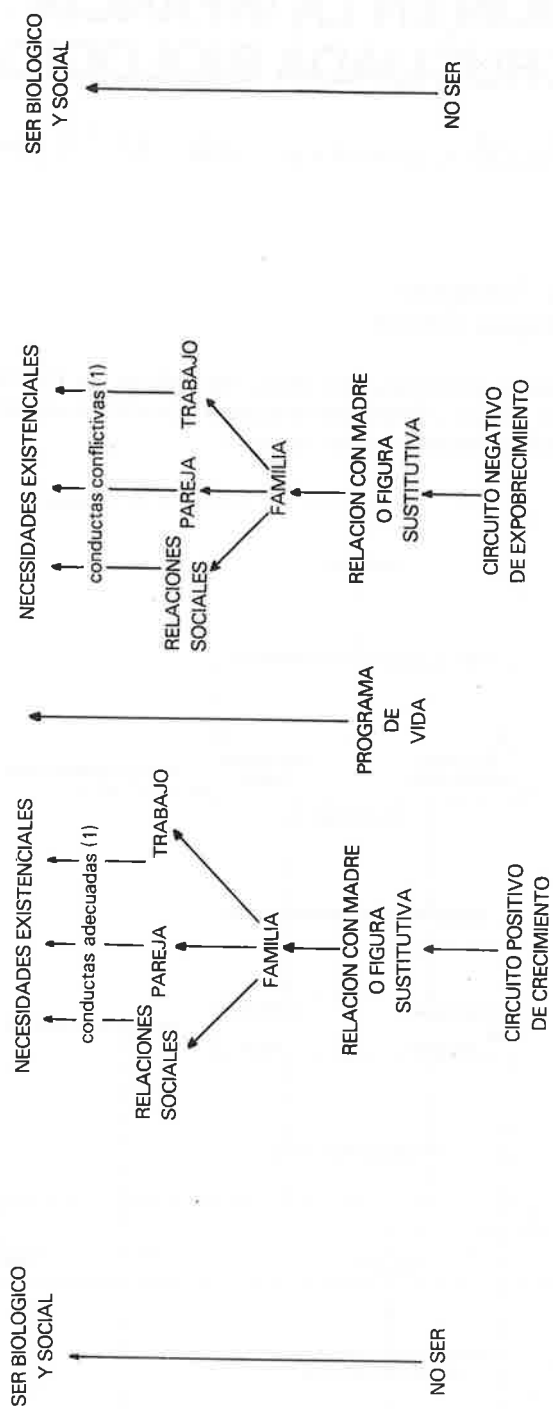 SER BIOLOGICO
Y SOCIAL
NO SER
NECESIDADES EXISTENCIALES
conductas adecuadas (1)
RELACIONES
SOCIALES
PAREJA
TRABAJO
FAMILIA
RELACION CON MADRE
O FIGURA
SUSTITUTIVA
CIRCUITO POSITIVO
DE CRECIMIENTO
PROGRAMA
DE
VIDA
NECESIDADES EXISTENCIALES
conductas conflictivas (1)
RELACIONES
SOCIALES
PAREJA
TRABAJO
FAMILIA
RELACION CON MADRE
O FIGURA
SUSTITUTIVA
CIRCUITO NEGATIVO
DE EXPOBRECIMIENTO
SER BIOLOGICO
Y SOCIAL
NO SER